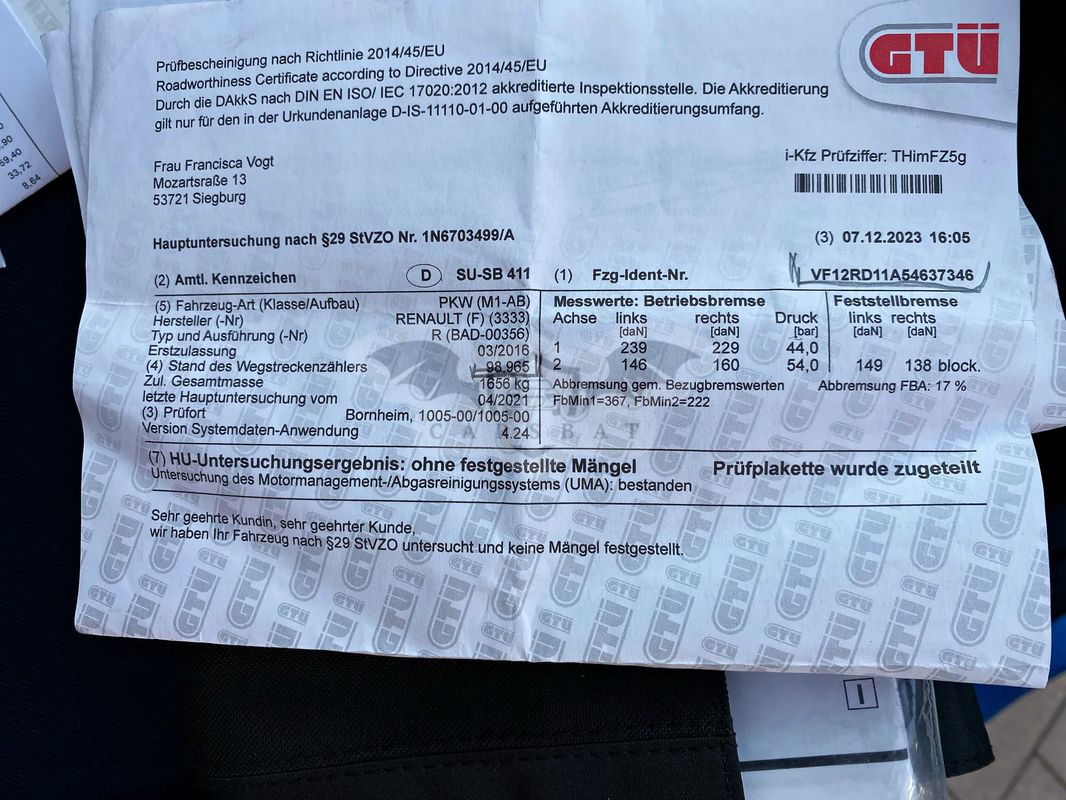 GTÜ
Prüfbescheinigung nach Richtlinie 2014/45/EU
Roadworthiness Certificate according to Directive 2014/45/EU
Durch die DAkkS nach DIN EN ISO/ IEC 17020:2012 akkreditierte Inspektionsstelle. Die Akkreditierung
gilt nur für den in der Urkundenanlage D-IS-11110-01-00 aufgeführten Akkreditierungsumfang.
Frau Francisca Vogt
Mozartsraße 13
53721 Siegburg
i-Kfz Prüfziffer: THimFZ5g
Hauptuntersuchung nach §29 StVZO Nr. 1N6703499/A
(3) 07.12.2023 16:05
(2) Amtl. Kennzeichen D SU-SB 411 (1) Fzg-Ident-Nr. VF12RD11A54637346
(5) Fahrzeug-Art (Klasse/Aufbau) PKW (M1-AB)
Hersteller (-Nr) RENAULT (F) (3333)
Typ und Ausführung (-Nr) R (BAD-00356)
Erstzulassung 03/2016
(4) Stand des Wegstreckenzählers 98.965
Zul. Gesamtmasse 1656 kg
letzte Hauptuntersuchung vom 04/2021
(3) Prüfort Bornheim, 1005-00/1005-00
Version Systemdaten-Anwendung 4.24
Messwerte: Betriebsbremse Feststellbremse
Achse links rechts Druck links rechts
[daN] [daN] [bar] [daN] [daN]
1 239 229 44,0
2 146 160 54,0 149 138 block.
Abbremsung gem. Bezugbremswerten Abbremsung FBA: 17 %
FbMin1=367, FbMin2=222
CARSBAT
(7) HU-Untersuchungsergebnis: ohne festgestellte Mängel Prüfplakette wurde zugeteilt
Untersuchung des Motormanagement-/Abgasreinigungssystems (UMA): bestanden
Sehr geehrte Kundin, sehr geehrter Kunde,
wir haben Ihr Fahrzeug nach §29 StVZO untersucht und keine Mängel festgestellt.
,90
59,40
33,72
8,64
I